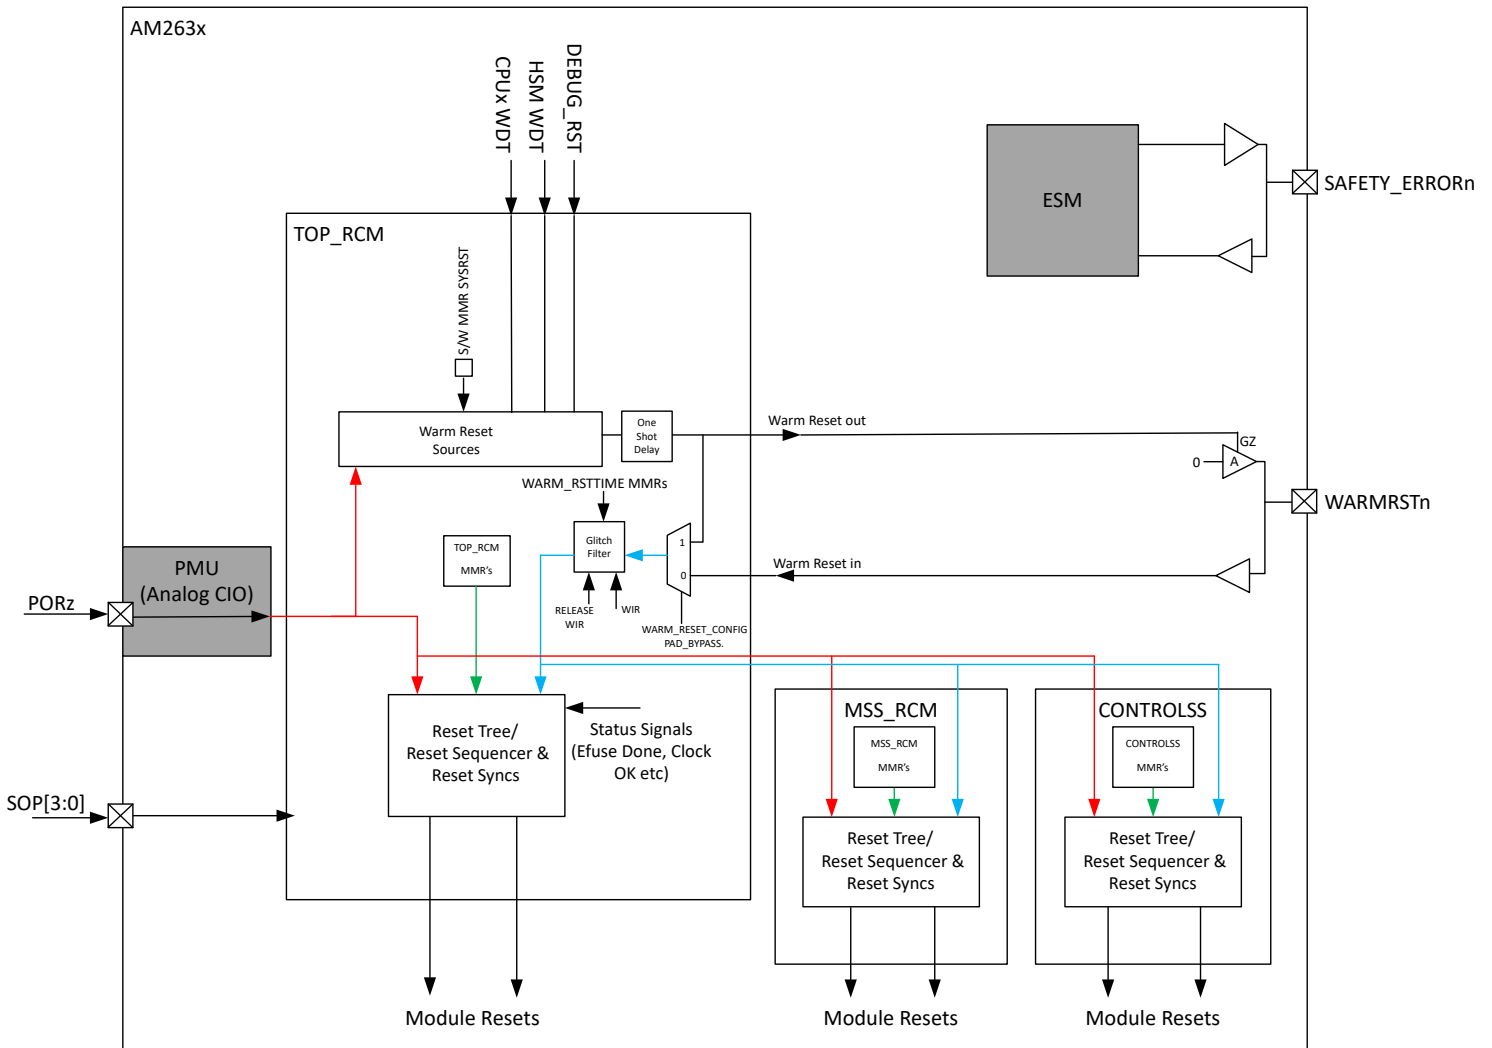 AM263x
CPUx WDT
HSM WDT
DEBUG_RST
ESM
SAFETY_ERRORn
TOP_RCM
S/W MMR SYSRST
Warm Reset
Sources
One
Shot
Delay
Warm Reset out
GZ
0
A
WARM_RSTTIME MMRs
WARMRSTn
TOP_RCM
MMR's
Glitch
Filter
1
0
Warm Reset in
PMU
(Analog CIO)
PORz
RELEASE
WIR
WIR
WARM_RESET_CONFIG
PAD_BYPASS.
Reset Tree/
Reset Sequencer &
Reset Syncs
Status Signals
(Efuse Done, Clock
OK etc)
MSS_RCM
MSS_RCM
MMR's
CONTROLSS
CONTROLSS
MMR's
SOP[3:0]
Reset Tree/
Reset Sequencer &
Reset Syncs
Reset Tree/
Reset Sequencer &
Reset Syncs
Module Resets
Module Resets
Module Resets